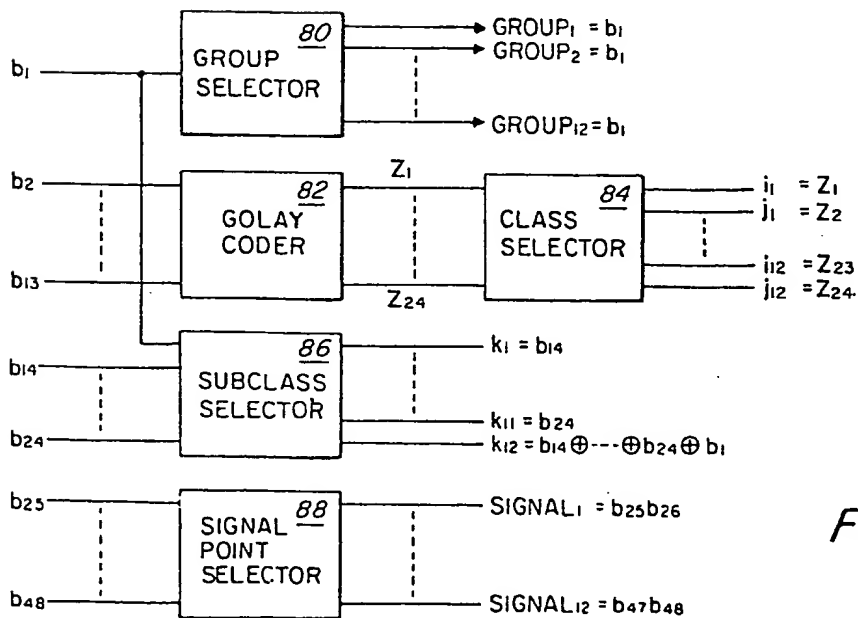 80
GROUP
SELECTOR
b₁
GROUP₁ = b₁
GROUP₂ = b₁
GROUP₁₂ = b₁
b₂
b₁₃
82
GOLAY
CODER
Z₁
Z₂₄
84
CLASS
SELECTOR
i₁ = Z₁
j₁ = Z₂
i₁₂ = Z₂₃
j₁₂ = Z₂₄.
b₁₄
b₂₄
86
SUBCLASS
SELECTOR
k₁ = b₁₄
k₁₁ = b₂₄
k₁₂ = b₁₄ ⊕ ---- ⊕ b₂₄ ⊕ b₁
b₂₅
b₄₈
88
SIGNAL
POINT
SELECTOR
SIGNAL₁ = b₂₅b₂₆
SIGNAL₁₂ = b₄₇b₄₈
F